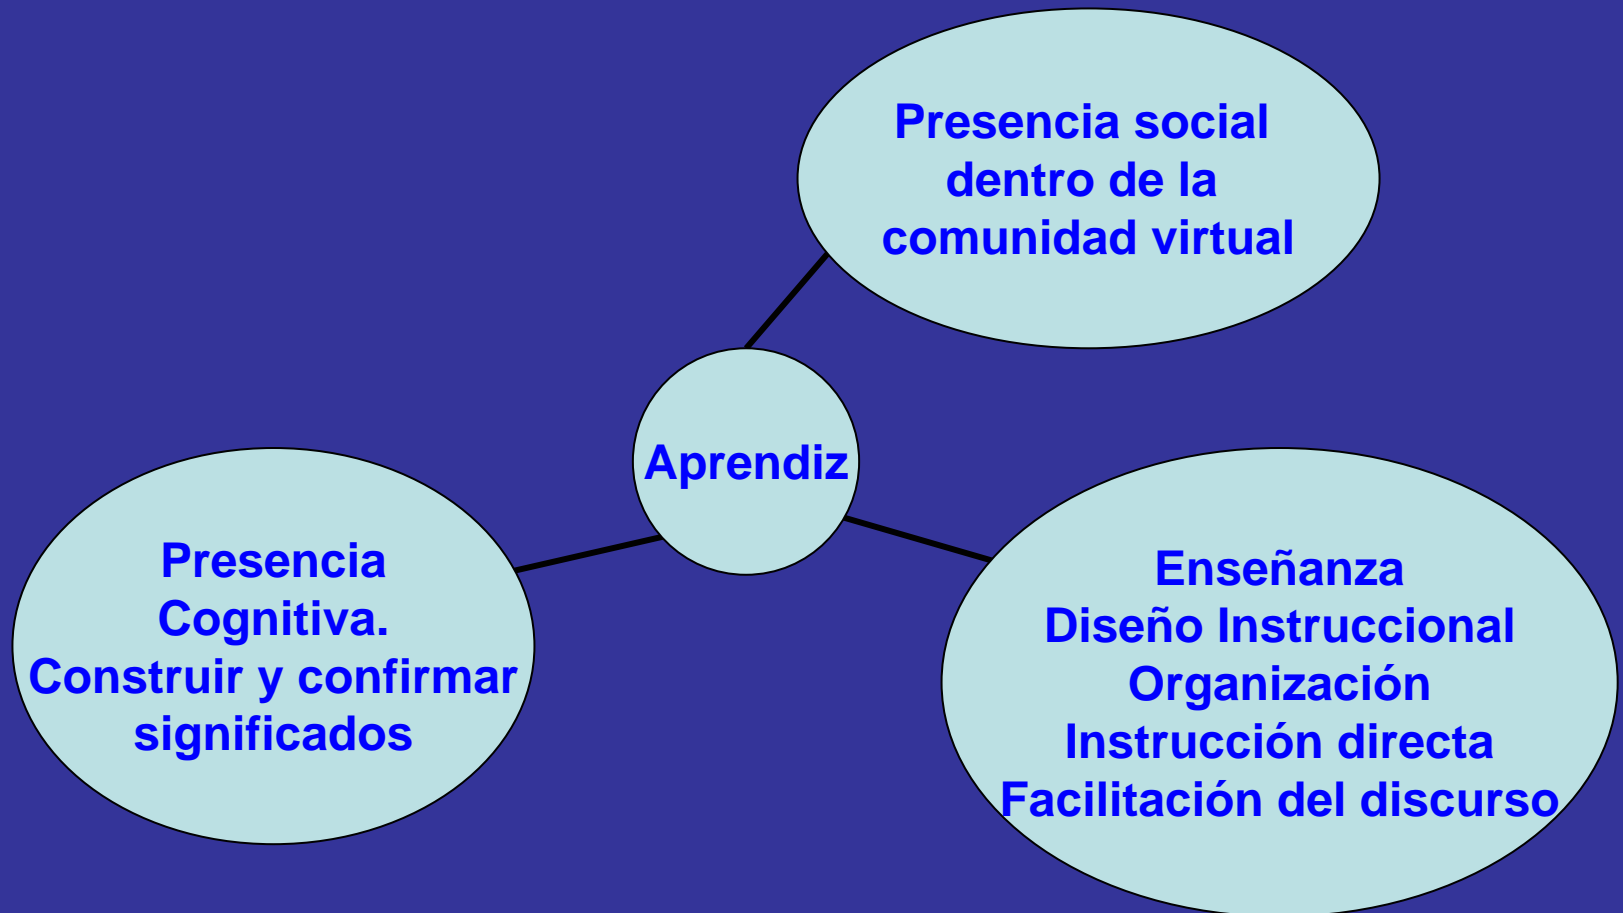 Presencia social
dentro de la
comunidad virtual
Aprendiz
Presencia
Cognitiva.
Construir y confirmar
significados
Enseñanza
Diseño Instruccional
Organización
Instrucción directa
Facilitación del discurso